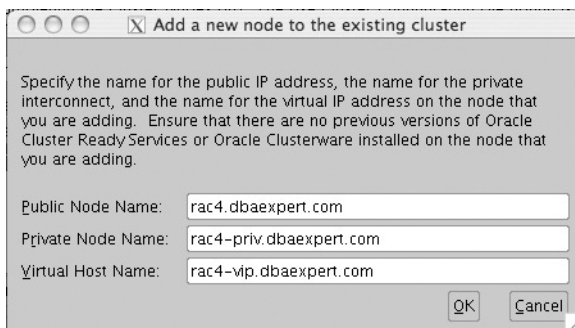 X Add a new node to the existing cluster
Specify the name for the public IP address, the name for the private
interconnect, and the name for the virtual IP address on the node that
you are adding. Ensure that there are no previous versions of Oracle
Cluster Ready Services or Oracle Clusterware installed on the node that
you are adding.
Public Node Name: rac4.dbaexpert.com
Private Node Name: rac4-priv.dbaexpert.com
Virtual Host Name: rac4-vip.dbaexpert.com
OK Cancel